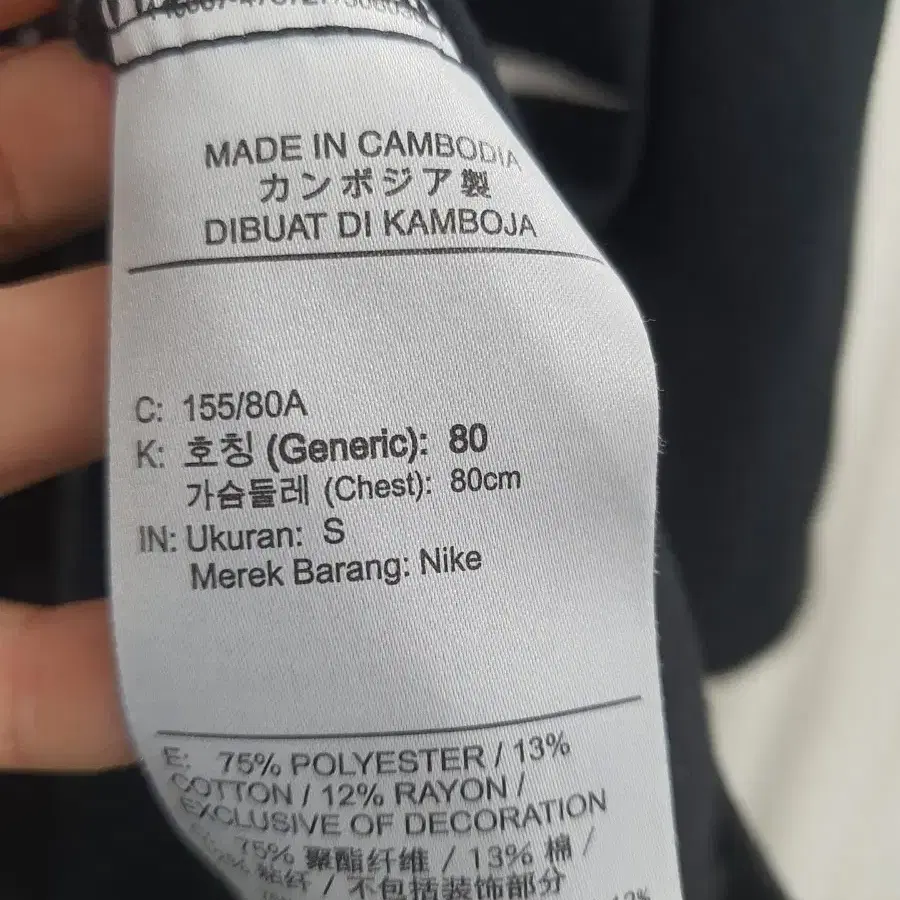 MADE IN CAMBODIA
カンボジア製
DIBUAT DI KAMBOJA
C: 155/80A
K: 호칭 (Generic): 80
가슴둘레 (Chest): 80cm
IN: Ukuran: S
Merek Barang: Nike
E: 75% POLYESTER / 13%
COTTON / 12% RAYON /
EXCLUSIVE OF DECORATION
75% 聚酯纤维 / 13% 棉 /
粘纤 / 不包括装饰部分